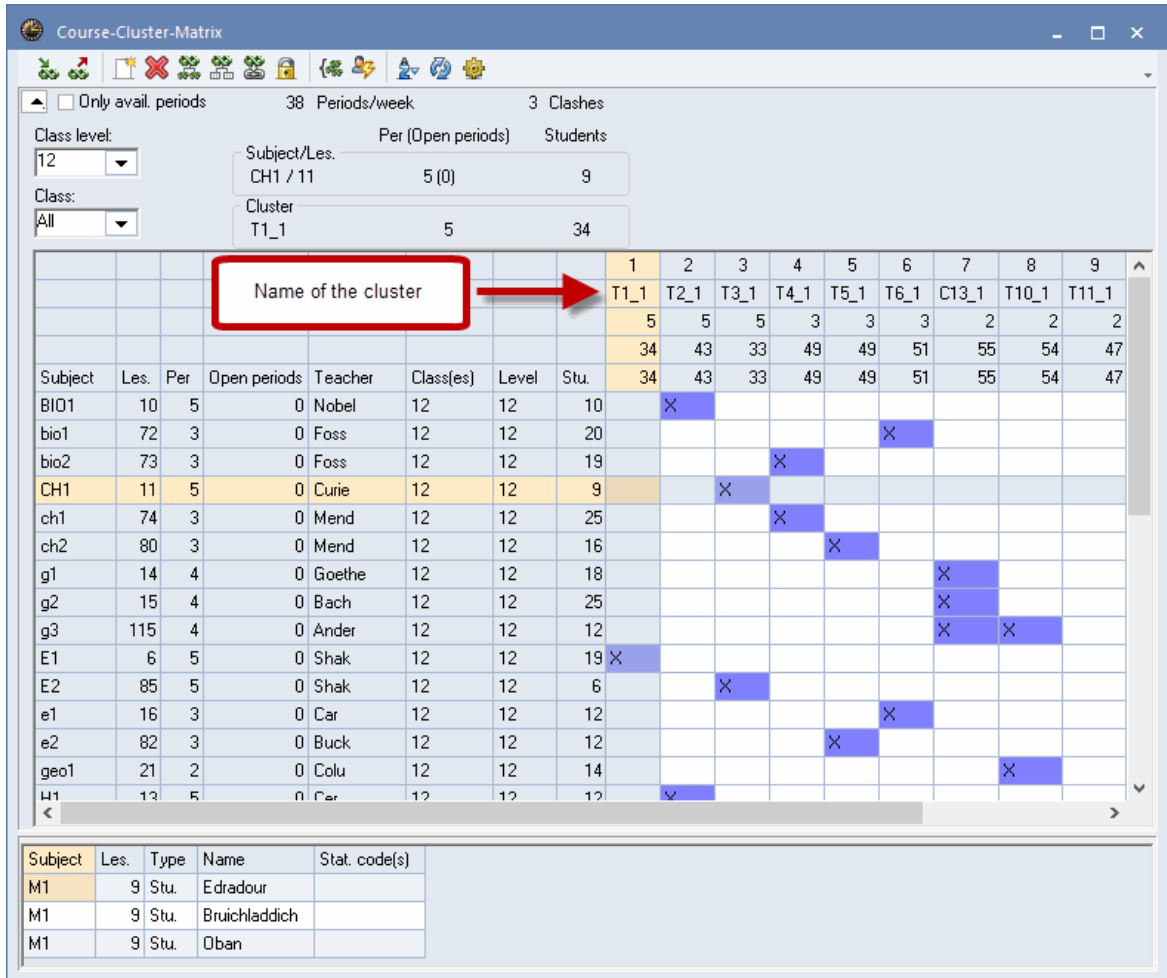 Course-Cluster-Matrix
Only avail. periods 38 Periods/week 3 Clashes
Class level: Per (Open periods) Students
12 Subject/Les.
CH1 / 11 5 (0) 9
Class:
All Cluster
T1_1 5 34
Name of the cluster
1 2 3 4 5 6 7 8 9
T1_1 T2_1 T3_1 T4_1 T5_1 T6_1 C13_1 T10_1 T11_1
5 5 5 3 3 3 2 2 2
34 43 33 49 49 51 55 54 47
Subject Les. Per Open periods Teacher Class(es) Level Stu. 34 43 33 49 49 51 55 54 47
BIO1 10 5 0 Nobel 12 12 10 X
bio1 72 3 0 Foss 12 12 20 X
bio2 73 3 0 Foss 12 12 19 X
CH1 11 5 0 Curie 12 12 9 X
ch1 74 3 0 Mend 12 12 25 X
ch2 80 3 0 Mend 12 12 16 X
g1 14 4 0 Goethe 12 12 18 X
g2 15 4 0 Bach 12 12 25 X
g3 115 4 0 Ander 12 12 12 X X
E1 6 5 0 Shak 12 12 19 X
E2 85 5 0 Shak 12 12 6 X
e1 16 3 0 Car 12 12 12 X
e2 82 3 0 Buck 12 12 12 X
geo1 21 2 0 Colu 12 12 14 X
H1 13 5 0 12 12 12 X
Subject Les. Type Name Stat. code(s)
M1 9 Stu. Edradour
M1 9 Stu. Bruichladdich
M1 9 Stu. Oban